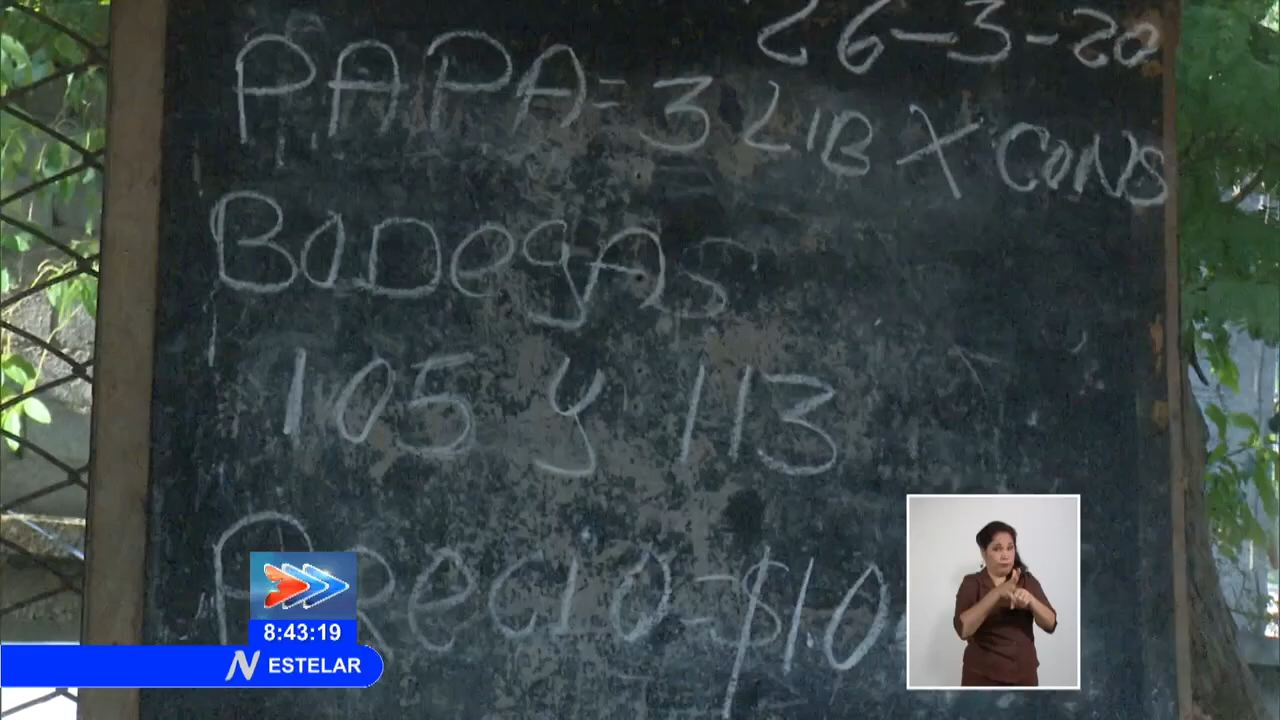 26-3-20
PAPA=3 LIB X CONS
BODegAS
105 y 113
PRecIO=$1.0
8:43:19
N ESTELAR